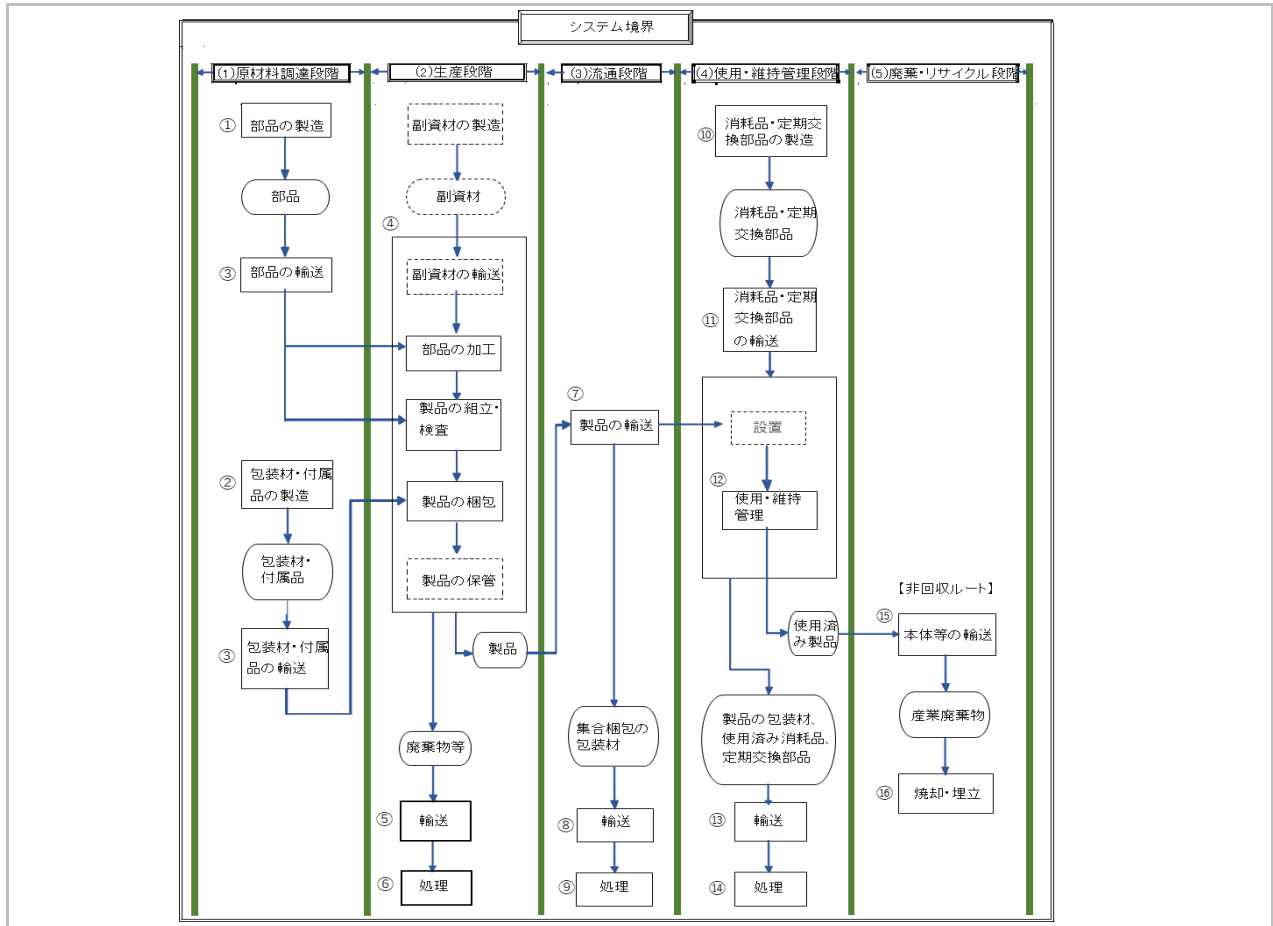 システム境界
(1)原材料調達段階
(2)生産段階
(3)流通段階
(4)使用・維持管理段階
(5)廃棄・リサイクル段階
①
部品の製造
部品
③
部品の輸送
②
包装材・付属
品の製造
包装材・
付属品
③
包装材・付属
品の輸送
副資材の製造
副資材
④
副資材の輸送
部品の加工
製品の組立・
検査
製品の梱包
製品の保管
製品
廃棄物等
⑤
輸送
⑥
処理
⑦
製品の輸送
集合梱包の
包装材
⑧
輸送
⑨
処理
⑩
消耗品・定期交
換部品の製造
消耗品・定期
交換部品
⑪
消耗品・定期
交換部品
の輸送
設置
⑫
使用・維持
管理
使用済
み製品
製品の包装材、
使用済み消耗品、
定期交換部品
⑬
輸送
⑭
処理
【非回収ルート】
⑮
本体等の輸送
産業廃棄物
⑯
焼却・埋立